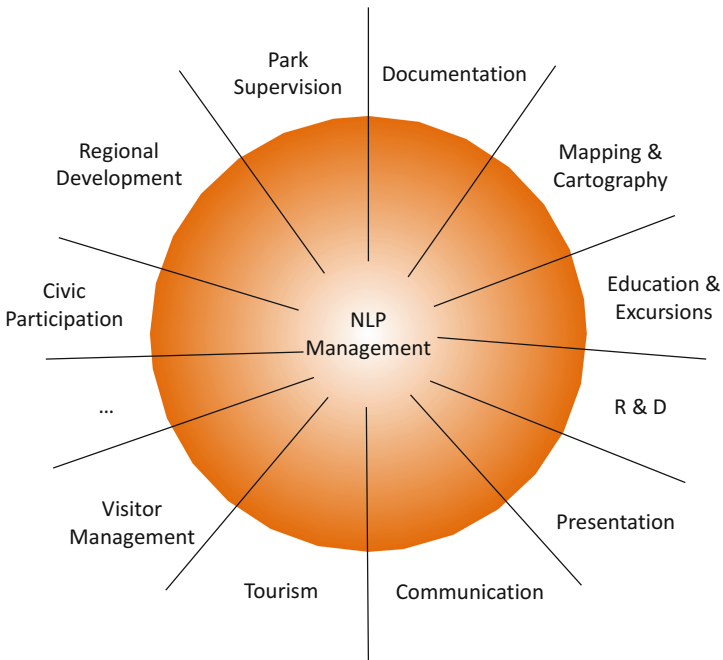 Park
Supervision
Documentation
Mapping &
Cartography
Education &
Excursions
R & D
Presentation
Communication
Tourism
Visitor
Management
...
Civic
Participation
Regional
Development
NLP
Management